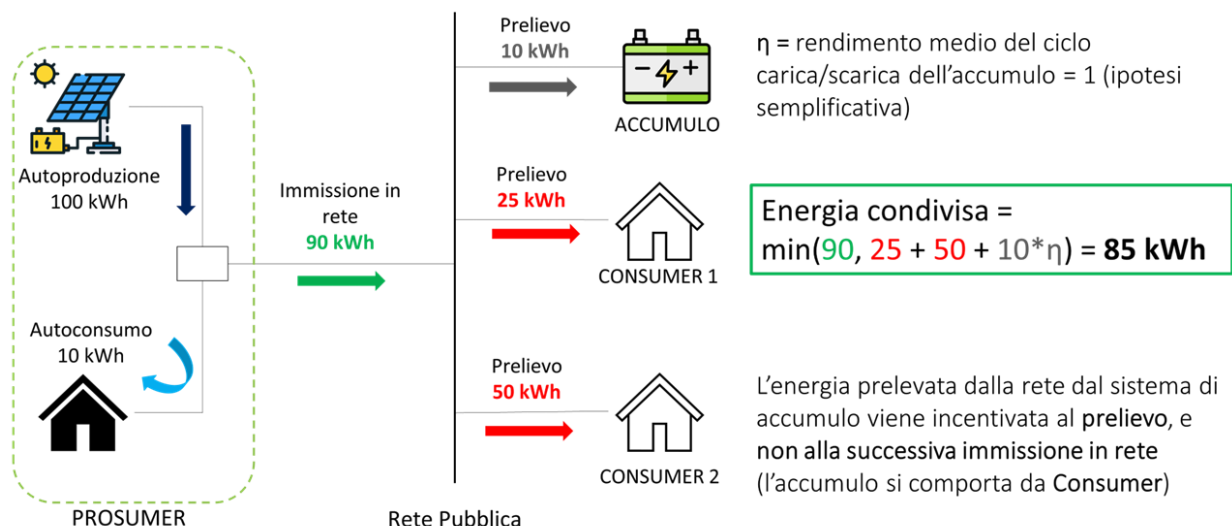 Autoproduzione
100 kWh
Autoconsumo
10 kWh
PROSUMER
Immissione in
rete
90 kWh
Rete Pubblica
Prelievo
10 kWh
ACCUMULO
Prelievo
25 kWh
CONSUMER 1
Prelievo
50 kWh
CONSUMER 2
η = rendimento medio del ciclo
carica/scarica dell’accumulo = 1 (ipotesi
semplificativa)
Energia condivisa =
min(90, 25 + 50 + 10*η) = 85 kWh
L’energia prelevata dalla rete dal sistema di
accumulo viene incentivata al prelievo, e
non alla successiva immissione in rete
(l’accumulo si comporta da Consumer)